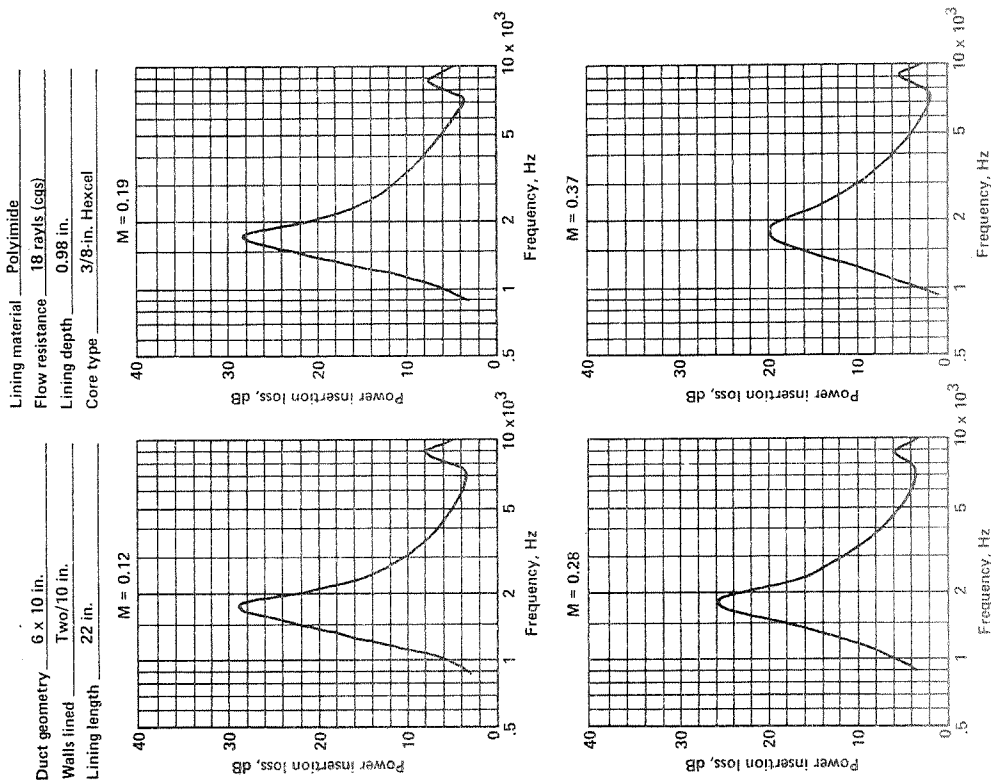 Duct geometry 6 x 10 in.
Walls lined Two/10 in.
Lining length 22 in.
Lining material Polyimide
Flow resistance 18 rayls (cgs)
Lining depth 0.98 in.
Core type 3/8-in. Hexcel
M = 0.12
40
30
20
10
0
Power insertion loss, dB
.5
1
2
5
10 x 10³
Frequency, Hz
M = 0.19
40
30
20
10
0
Power insertion loss, dB
.5
1
2
5
10 x 10³
Frequency, Hz
M = 0.28
40
30
20
10
0
Power insertion loss, dB
.5
1
2
5
10 x 10³
Frequency, Hz
M = 0.37
40
30
20
10
0
Power insertion loss, dB
.5
1
2
5
10 x 10³
Frequency, Hz